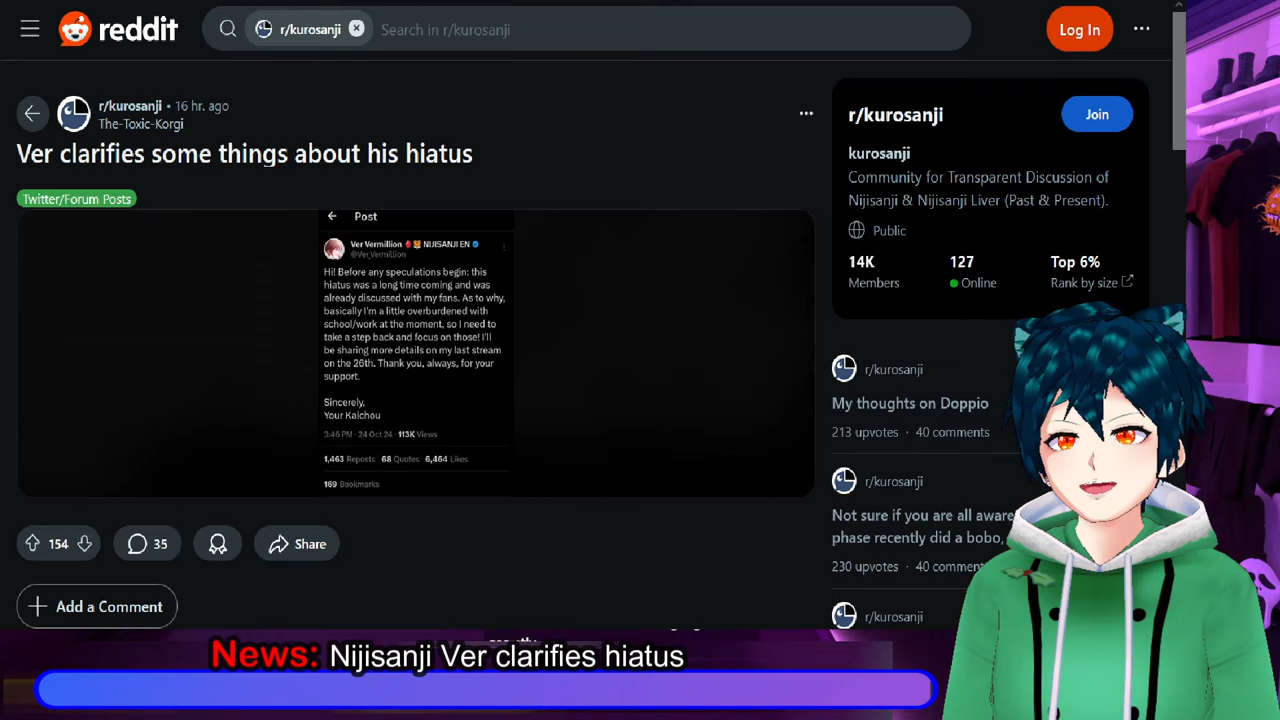 reddit
r/kurosanji
Search in r/kurosanji
Log In
r/kurosanji • 16 hr. ago
The-Toxic-Korgi
Ver clarifies some things about his hiatus
Twitter/Forum Posts
Post
Ver Vermillion NIJISANJI EN
@Ver_Vermillion
Hi! Before any speculations begin: this
hiatus was a long time coming and was
already discussed with my fans. As to why,
basically I'm a little overburdened with
school/work at the moment, so I need to
take a step back and focus on those! I'll
be sharing more details on my last stream
on the 26th. Thank you, always, for your
support.
Sincerely,
Your Kaichou
3:46 PM · 24 Oct 24 · 113K Views
1,463 Reposts 68 Quotes 6,464 Likes
169 Bookmarks
154
35
Share
Add a Comment
r/kurosanji
Join
kurosanji
Community for Transparent Discussion of
Nijisanji & Nijisanji Liver (Past & Present).
Public
14K
127
Top 6%
Members
Online
Rank by size
r/kurosanji
My thoughts on Doppio
213 upvotes · 40 comments
r/kurosanji
Not sure if you are all aware
phase recently did a bobo,
230 upvotes · 40 comments
r/kurosanji
News: Nijisanji Ver clarifies hiatus